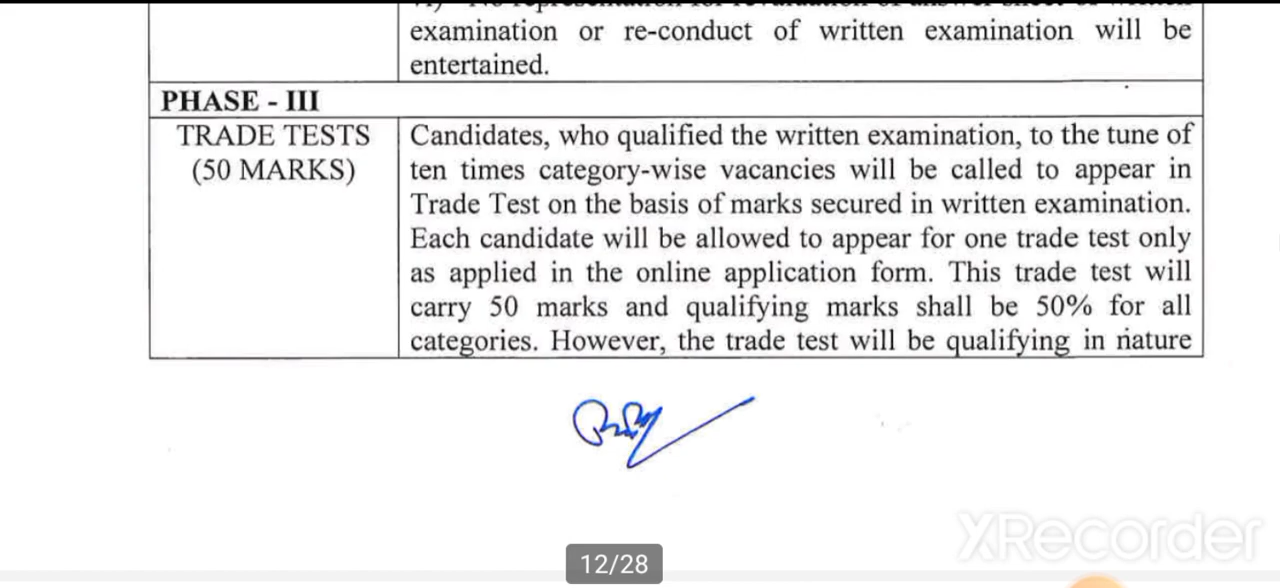 examination or re-conduct of written examination will be
entertained.
PHASE - III
TRADE TESTS
(50 MARKS)
Candidates, who qualified the written examination, to the tune of
ten times category-wise vacancies will be called to appear in
Trade Test on the basis of marks secured in written examination.
Each candidate will be allowed to appear for one trade test only
as applied in the online application form. This trade test will
carry 50 marks and qualifying marks shall be 50% for all
categories. However, the trade test will be qualifying in nature
12/28
XRecorder